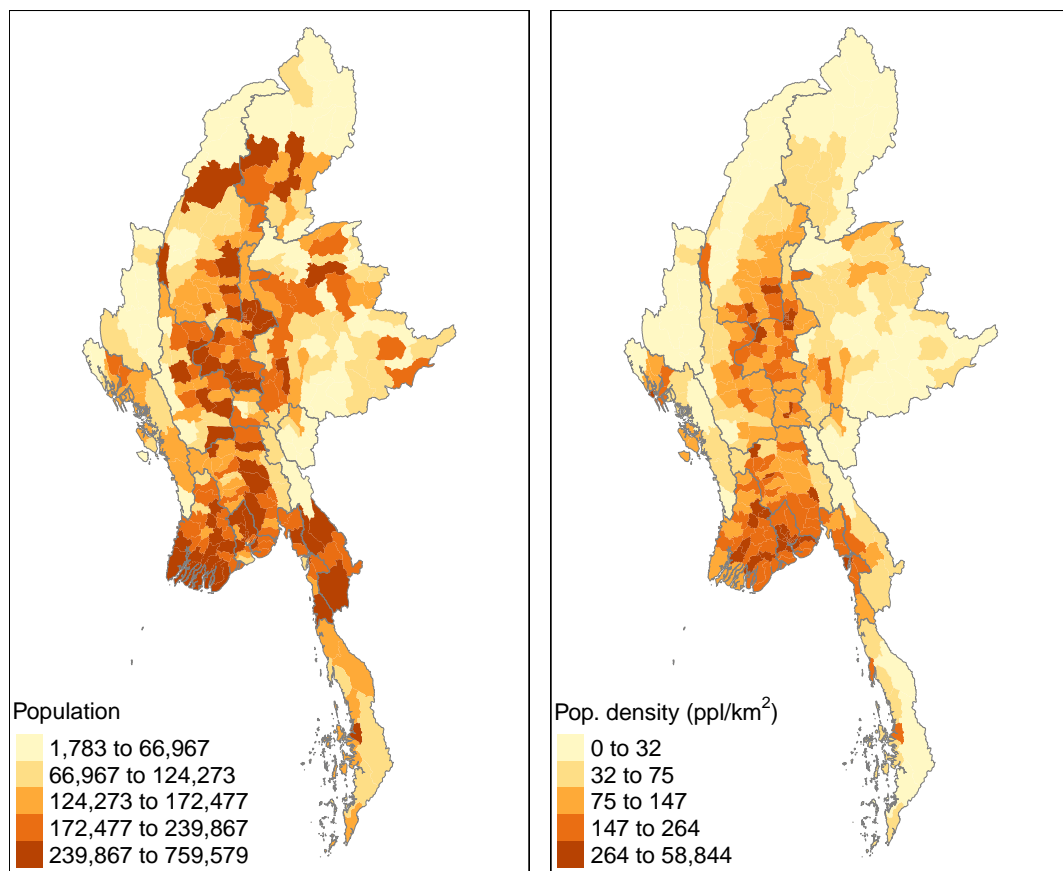 Population
1,783 to 66,967
66,967 to 124,273
124,273 to 172,477
172,477 to 239,867
239,867 to 759,579
Pop. density (ppl/km²)
0 to 32
32 to 75
75 to 147
147 to 264
264 to 58,844